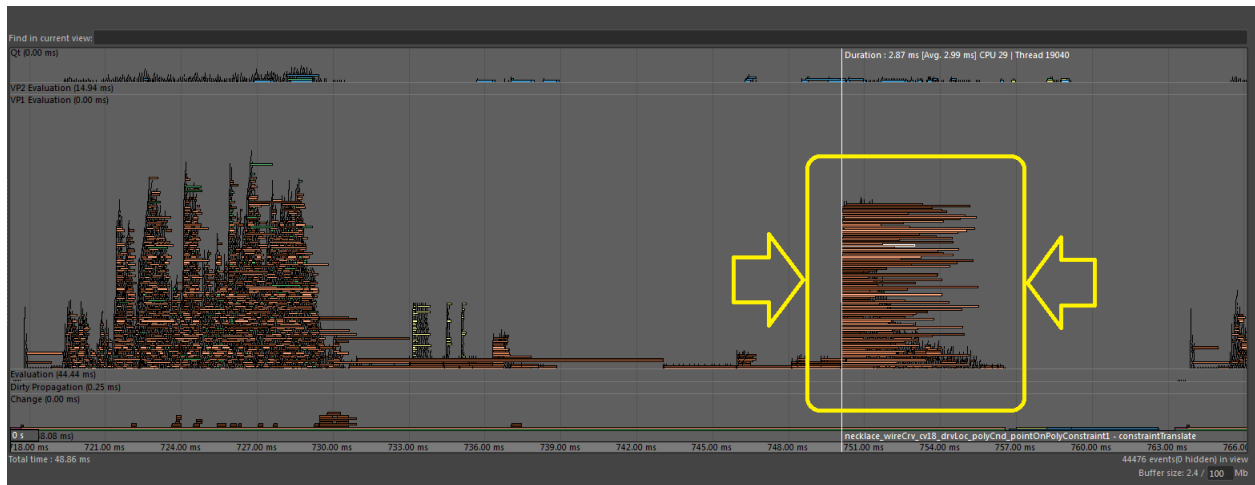 Find in current view:
Qt (0.00 ms)
Duration : 2.87 ms [Avg. 2.99 ms] CPU 29 | Thread 19040
VP2 Evaluation (14.94 ms)
VP1 Evaluation (0.00 ms)
Evaluation (44.44 ms)
Dirty Propagation (0.25 ms)
Change (0.00 ms)
0 s 8.08 ms) necklace_wireCrv_cv18_drvLoc_polyCnd_pointOnPolyConstraint1 - constraintTranslate
718.00 ms 721.00 ms 724.00 ms 727.00 ms 730.00 ms 733.00 ms 736.00 ms 739.00 ms 742.00 ms 745.00 ms 748.00 ms 751.00 ms 754.00 ms 757.00 ms 760.00 ms 763.00 ms 766.0
Total time : 48.86 ms 44476 events(0 hidden) in view
Buffer size: 2.4 / 100 Mb